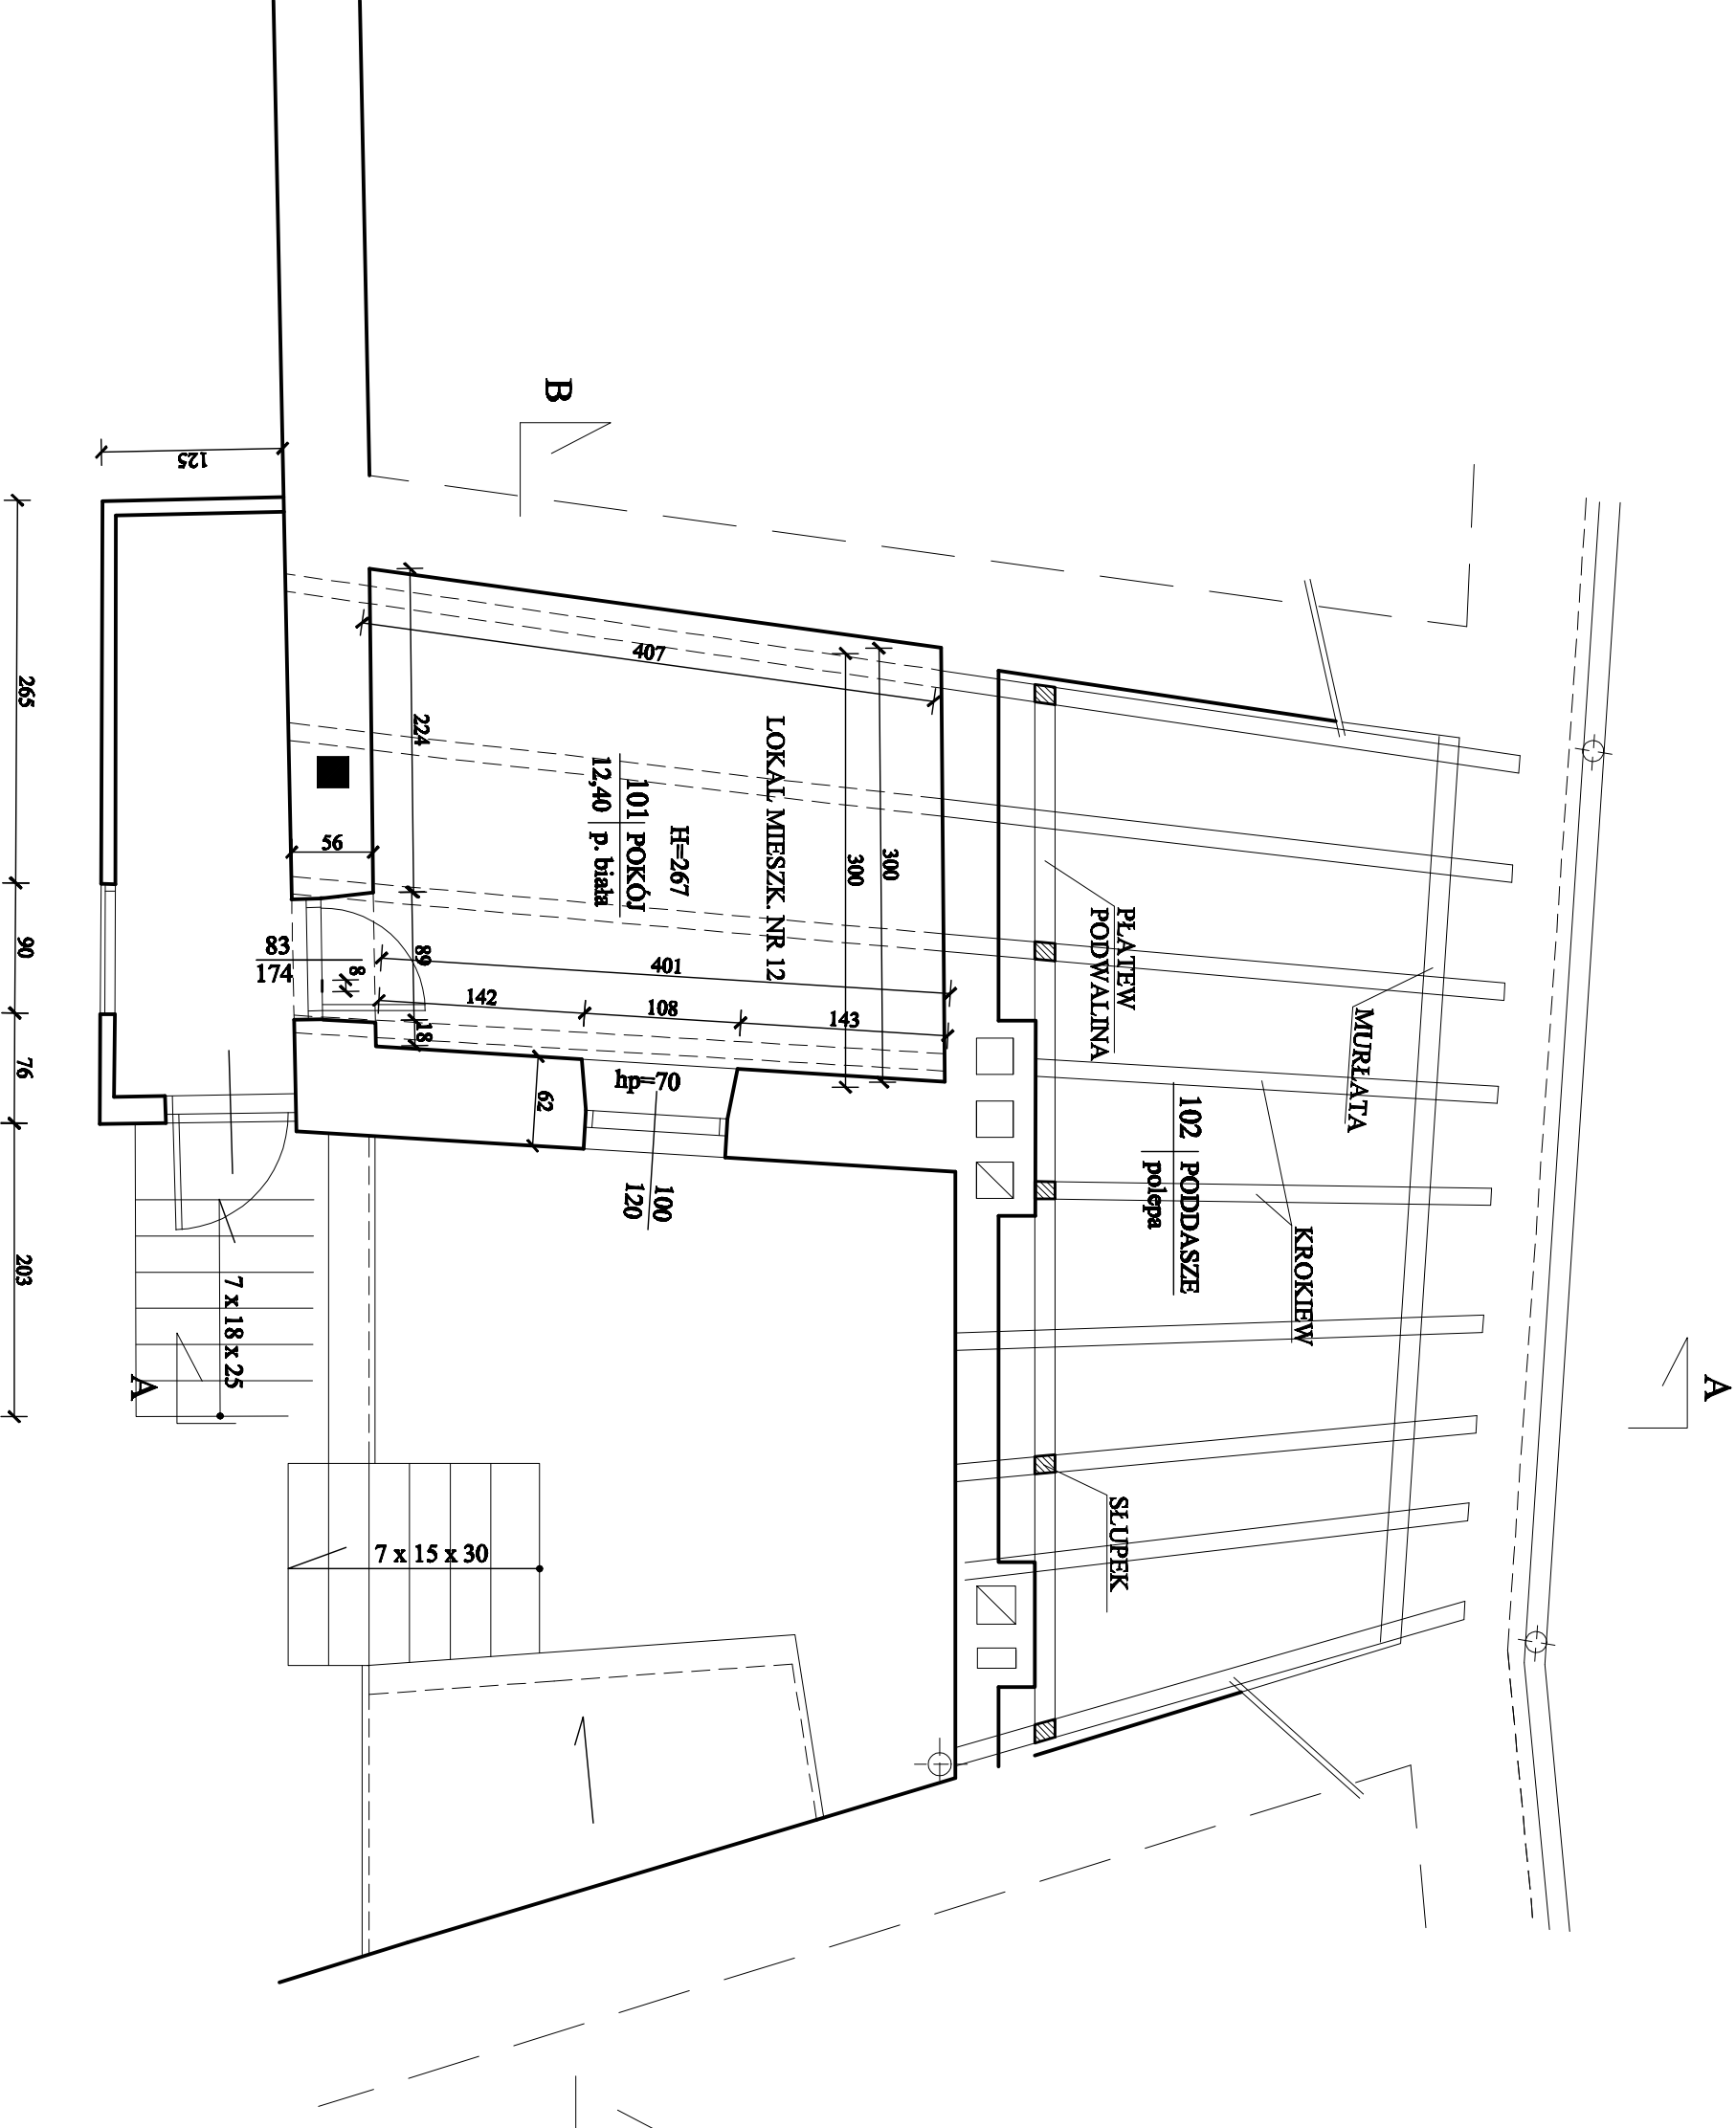 B
125
407
224
300
300
LOKAL MIESZK. NR 12
H=267
101 POKÓJ
12,40 p. biała
56
265
90
76
203
83
174
8
89
401
142
108
143
18
hp=70
62
100
120
PŁATEW
PODWALINA
MURŁATA
102 PODDASZE
polepa
KROKIEW
SŁUPEK
7 x 18 x 25
A
A
7 x 15 x 30